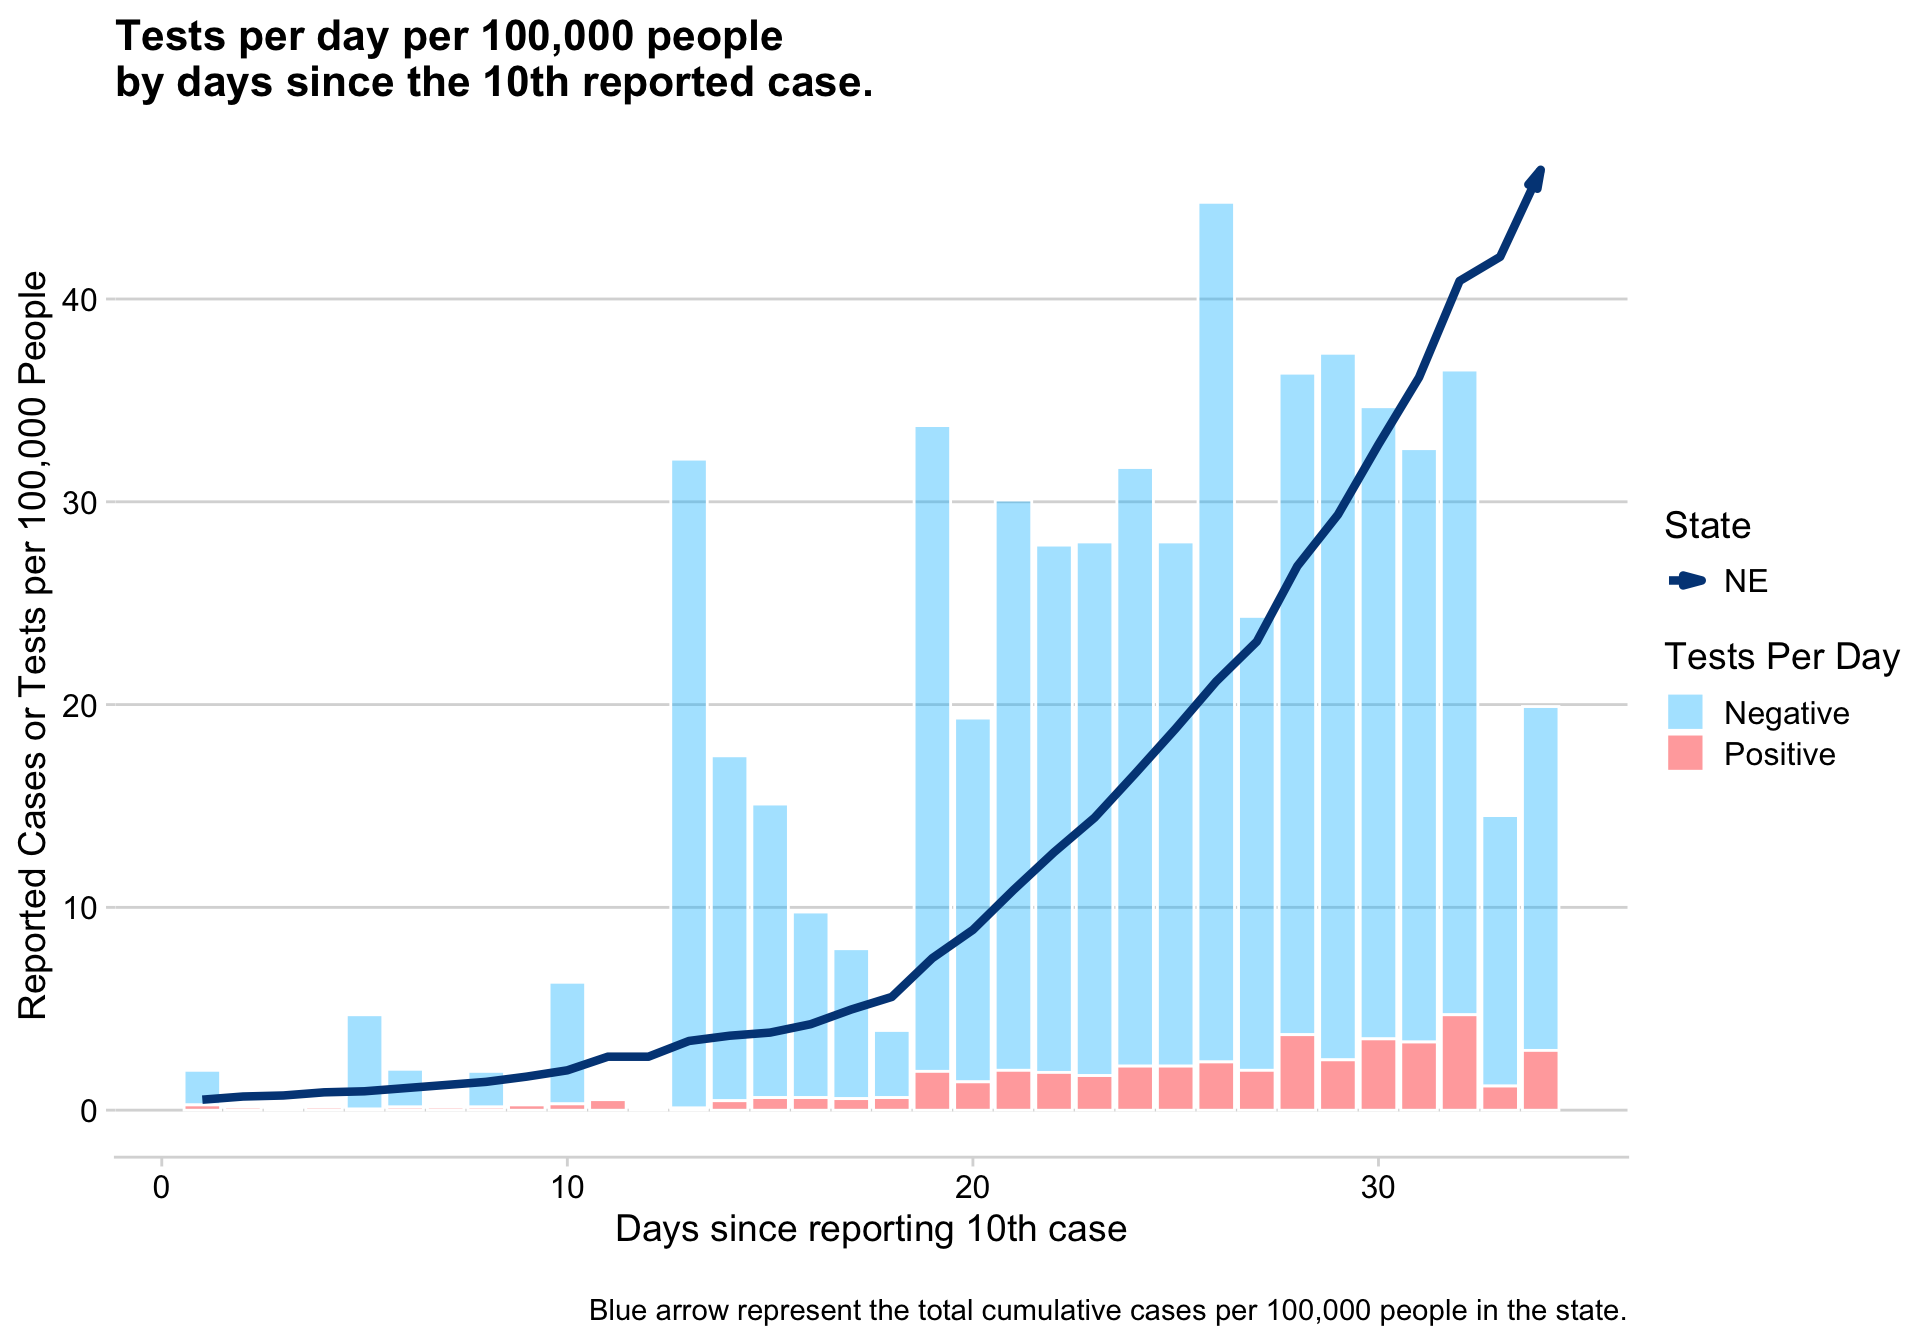 Tests per day per 100,000 people
by days since the 10th reported case.
Reported Cases or Tests per 100,000 People
40
30
20
10
0
0
10
20
30
Days since reporting 10th case
State
NE
Tests Per Day
Negative
Positive
Blue arrow represent the total cumulative cases per 100,000 people in the state.